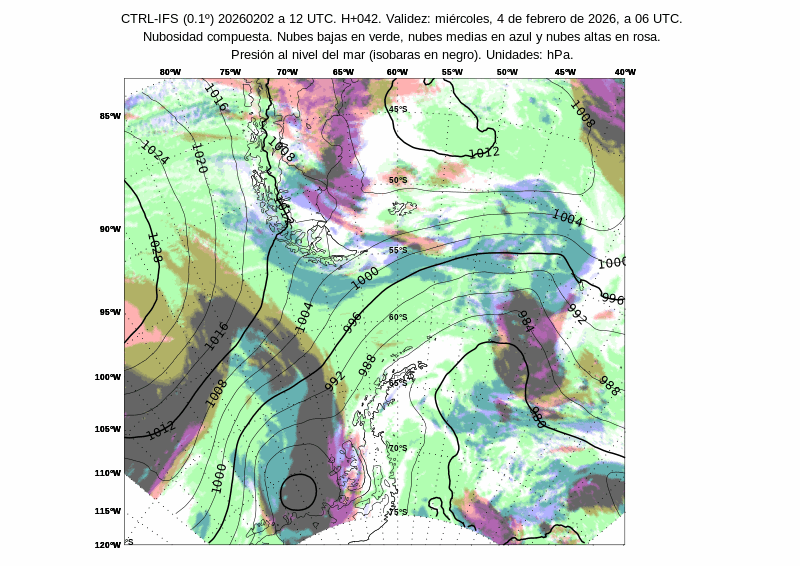 CTRL-IFS (0.1º) 20260202 a 12 UTC. H+042. Validez: miércoles, 4 de febrero de 2026, a 06 UTC.
Nubosidad compuesta. Nubes bajas en verde, nubes medias en azul y nubes altas en rosa.
Presión al nivel del mar (isobaras en negro). Unidades: hPa.
80°W 75°W 70°W 65°W 60°W 55°W 50°W 45°W 40°W
1016
1008
45°S
85°W
1008
1012
1024
1020
50°S
1012
1004
90°W
1028
55°S
1000
1000
996
95°W
1004
996
60°S
984
992
1016
988
100°W
992
65°S
988
1008
980
105°W
1012
70°S
110°W
1000
115°W
75°S
120°W
°S